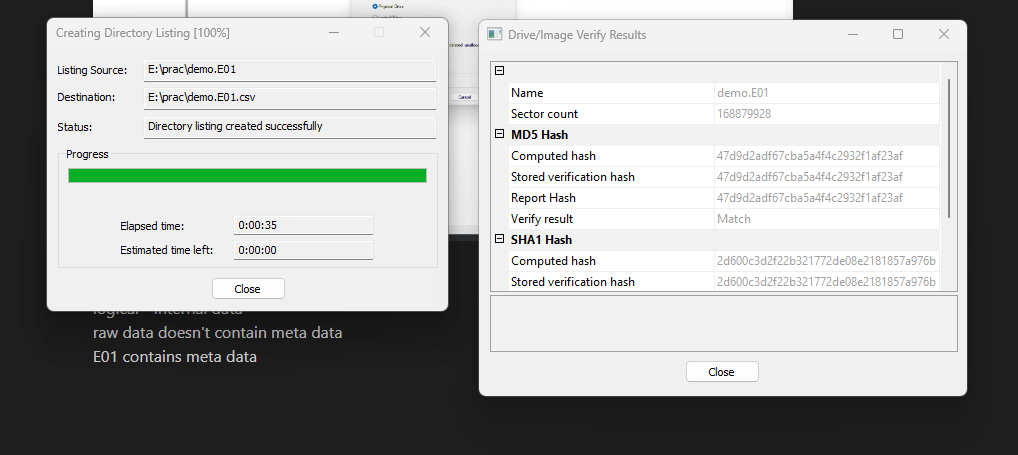 Physical Drive
Creating Directory Listing [100%]
Listing Source: E:\prac\demo.E01
Destination: E:\prac\demo.E01.csv
Status: Directory listing created successfully
Progress
Elapsed time: 0:00:35
Estimated time left: 0:00:00
Close
Cancel
Drive/Image Verify Results
Name demo.E01
Sector count 168879928
MD5 Hash
Computed hash 47d9d2adf67cba5a4f4c2932f1af23af
Stored verification hash 47d9d2adf67cba5a4f4c2932f1af23af
Report Hash 47d9d2adf67cba5a4f4c2932f1af23af
Verify result Match
SHA1 Hash
Computed hash 2d600c3d2f22b321772de08e2181857a976b
Stored verification hash 2d600c3d2f22b321772de08e2181857a976b
Close
logical - internal data
raw data doesn't contain meta data
E01 contains meta data